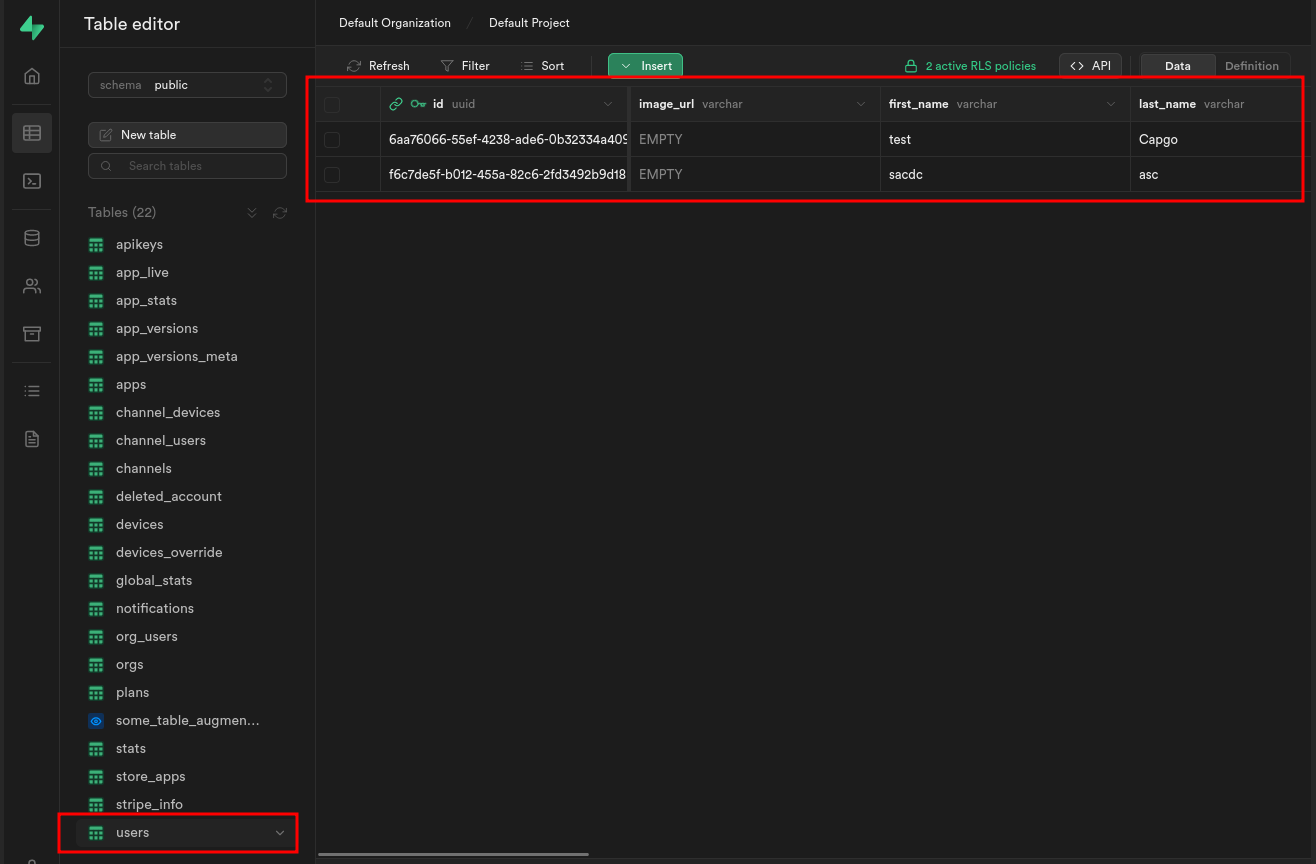 Table editor
Default Organization / Default Project
schema public
New table
Search tables
Tables (22)
apikeys
app_live
app_stats
app_versions
app_versions_meta
apps
channel_devices
channel_users
channels
deleted_account
devices
devices_override
global_stats
notifications
org_users
orgs
plans
some_table_augmen...
stats
store_apps
stripe_info
users
Refresh Filter Sort Insert 2 active RLS policies <> API Data Definition
id uuid image_url varchar first_name varchar last_name varchar
6aa76066-55ef-4238-ade6-0b32334a409 EMPTY test Capgo
f6c7de5f-b012-455a-82c6-2fd3492b9d18 EMPTY sacdc asc